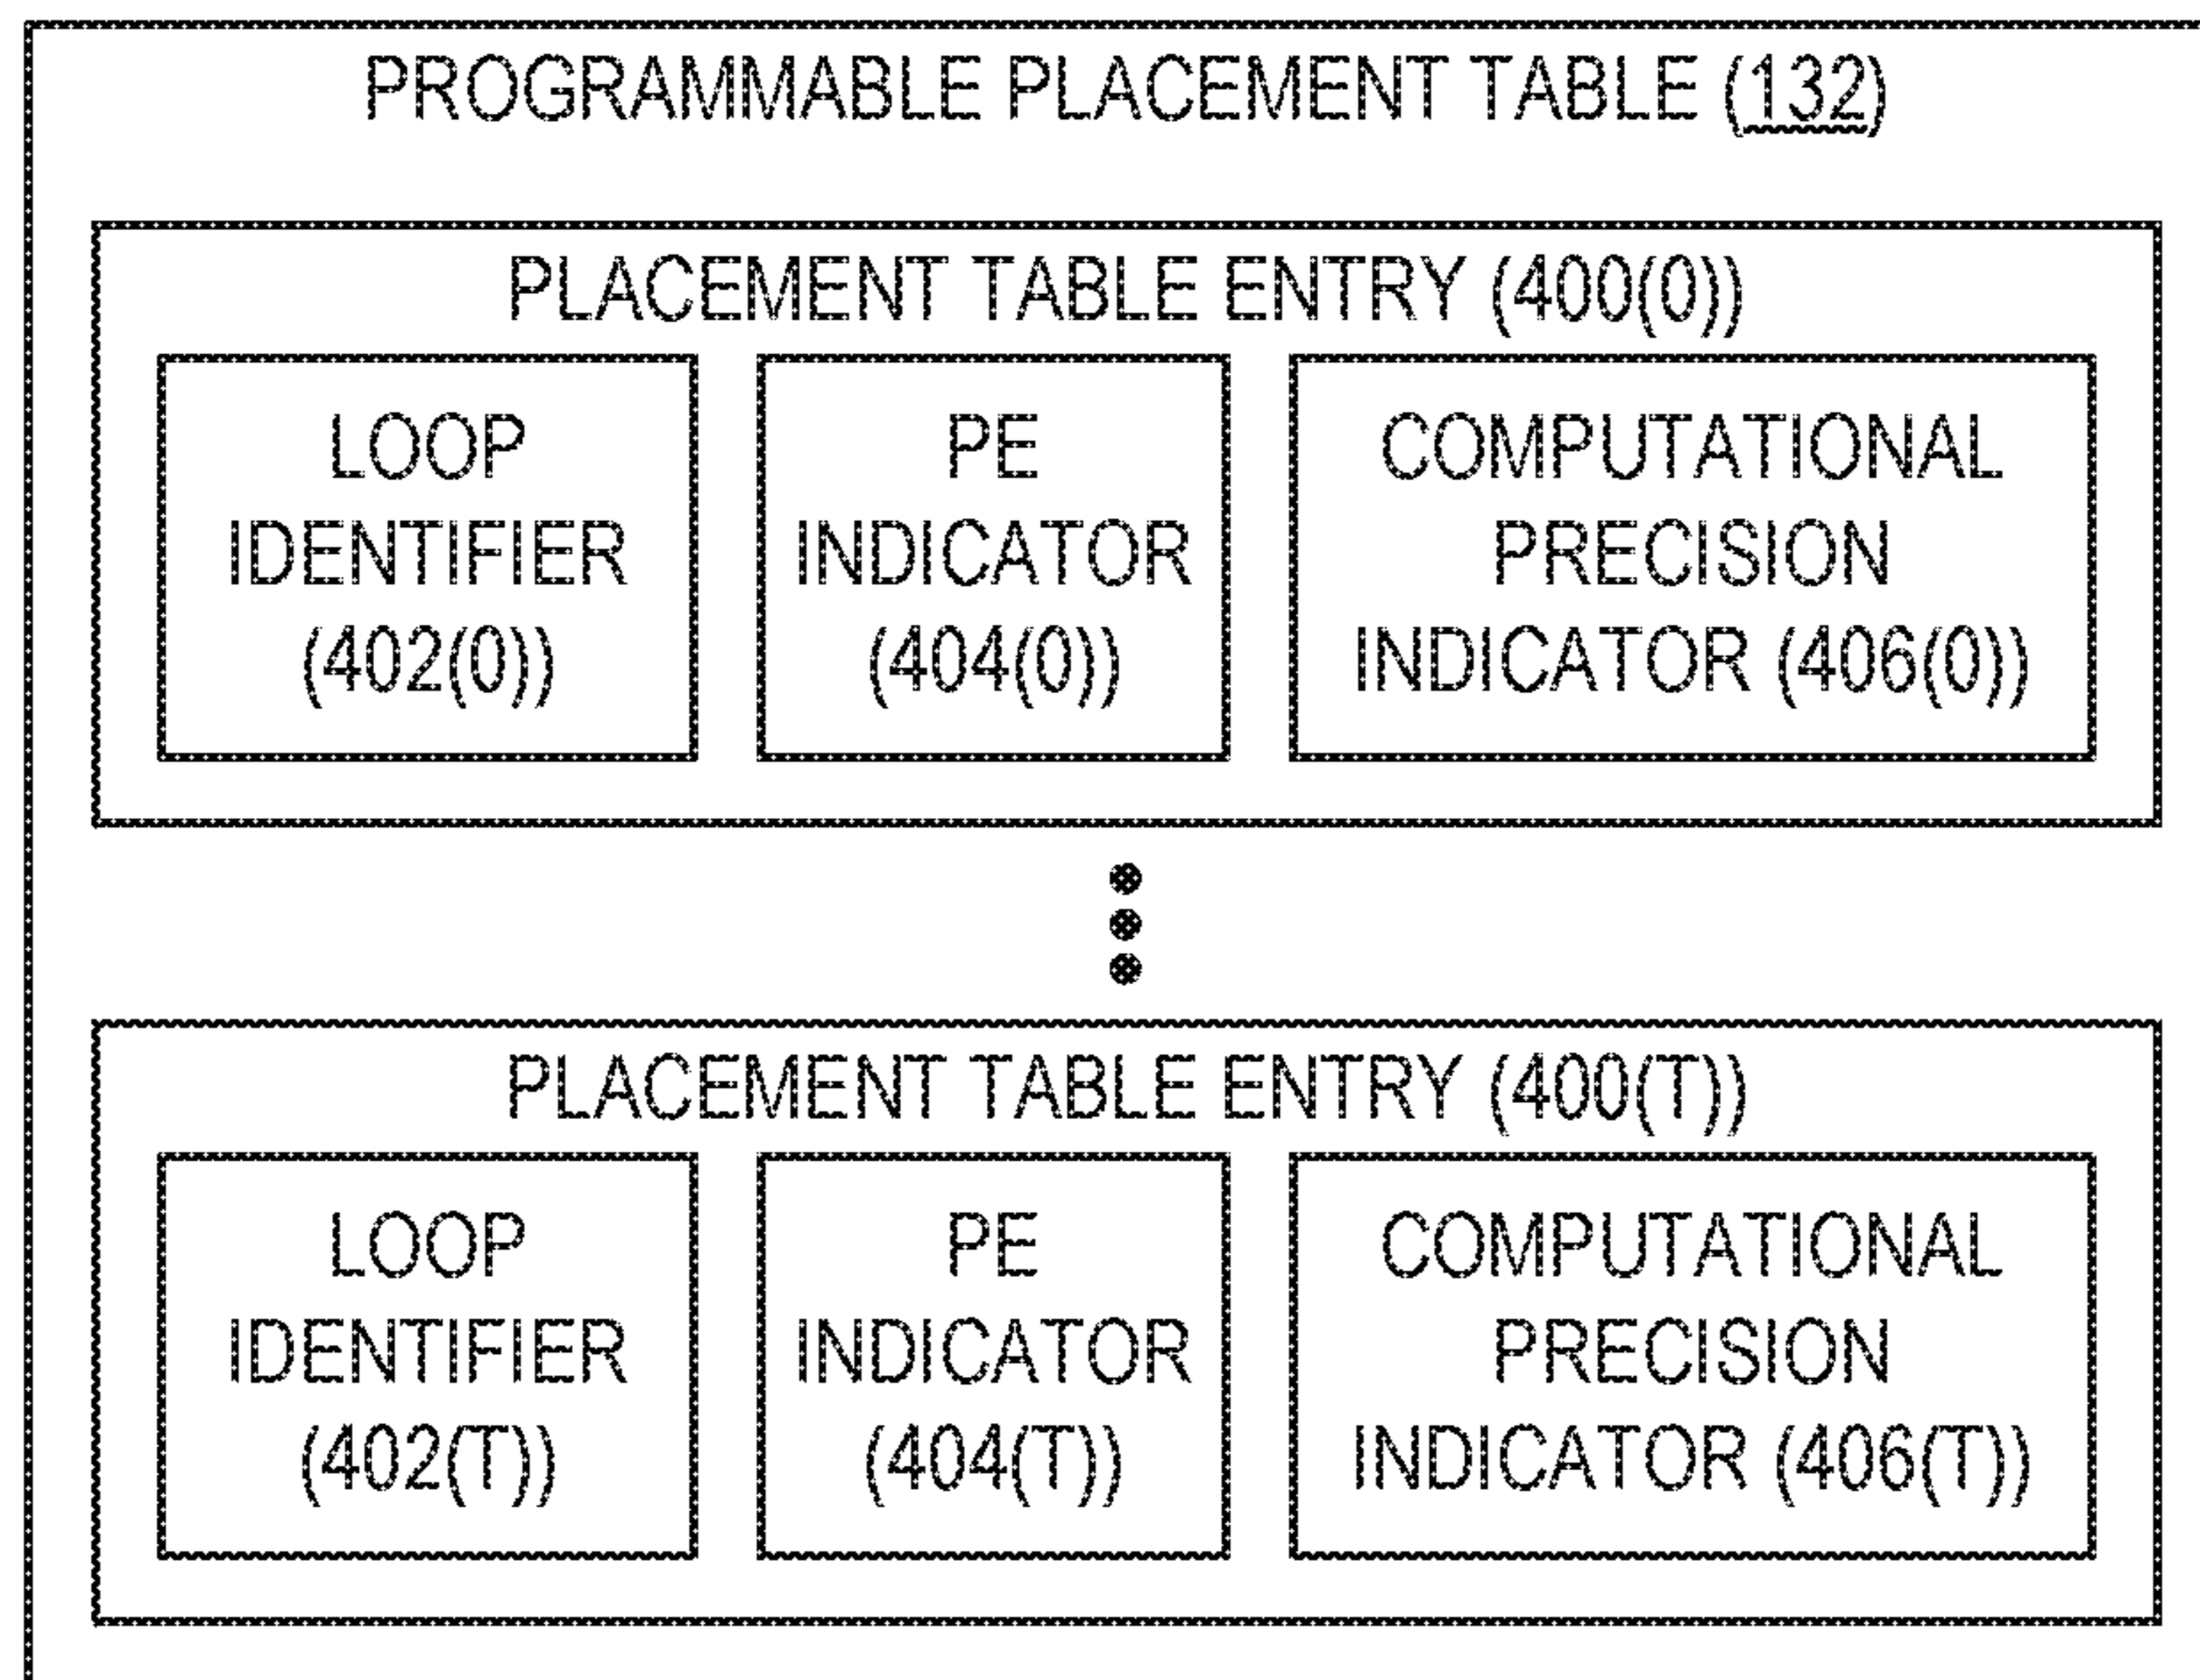 PROGRAMMABLE PLACEMENT TABLE (132)
PLACEMENT TABLE ENTRY (400(0))
LOOP
IDENTIFIER
(402(0))
PE
INDICATOR
(404(0))
COMPUTATIONAL
PRECISION
INDICATOR (406(0))
PLACEMENT TABLE ENTRY (400(T))
LOOP
IDENTIFIER
(402(T))
PE
INDICATOR
(404(T))
COMPUTATIONAL
PRECISION
INDICATOR (406(T))